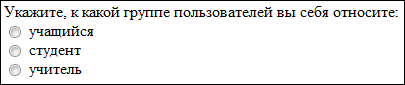 Укажите, к какой группе пользователей вы себя относите:
учащийся
студент
учитель